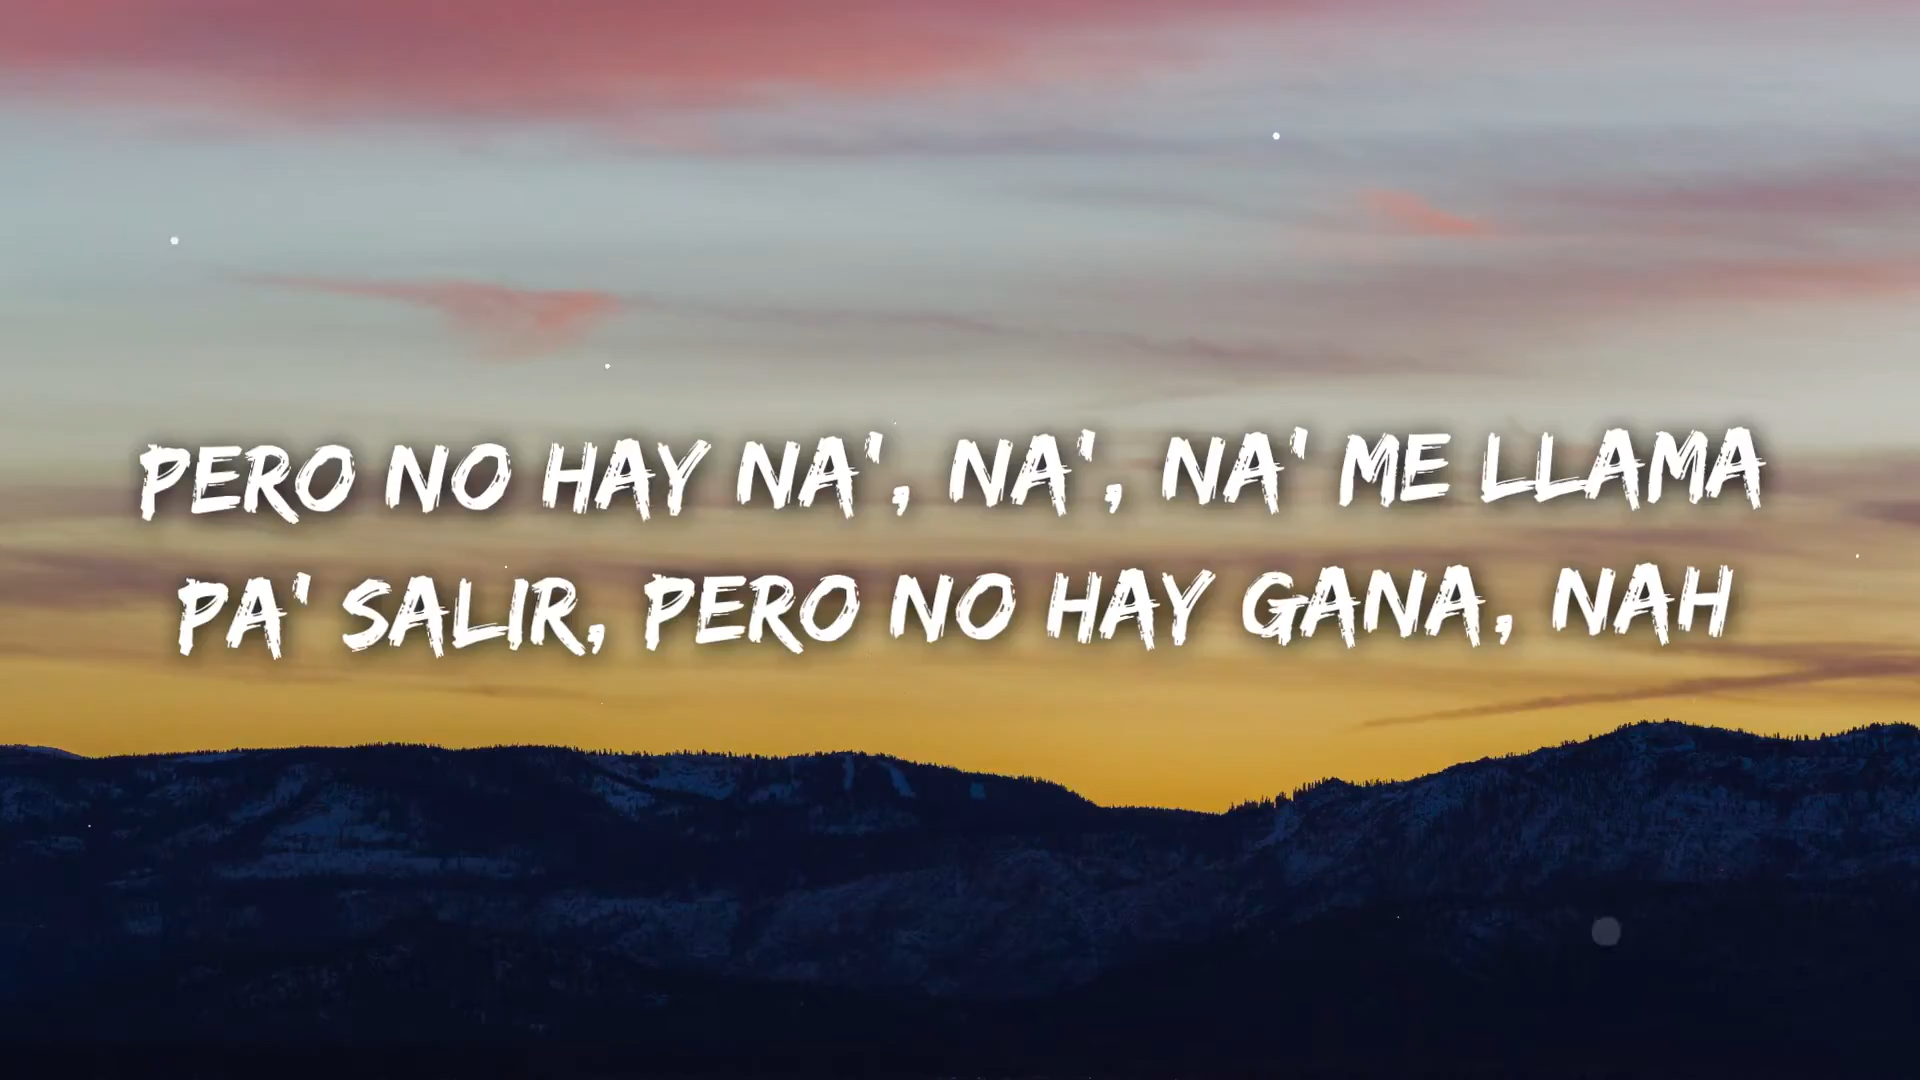 PERO NO HAY NA', NA', NA' ME LLAMA
PA' SALIR, PERO NO HAY GANA, NAH